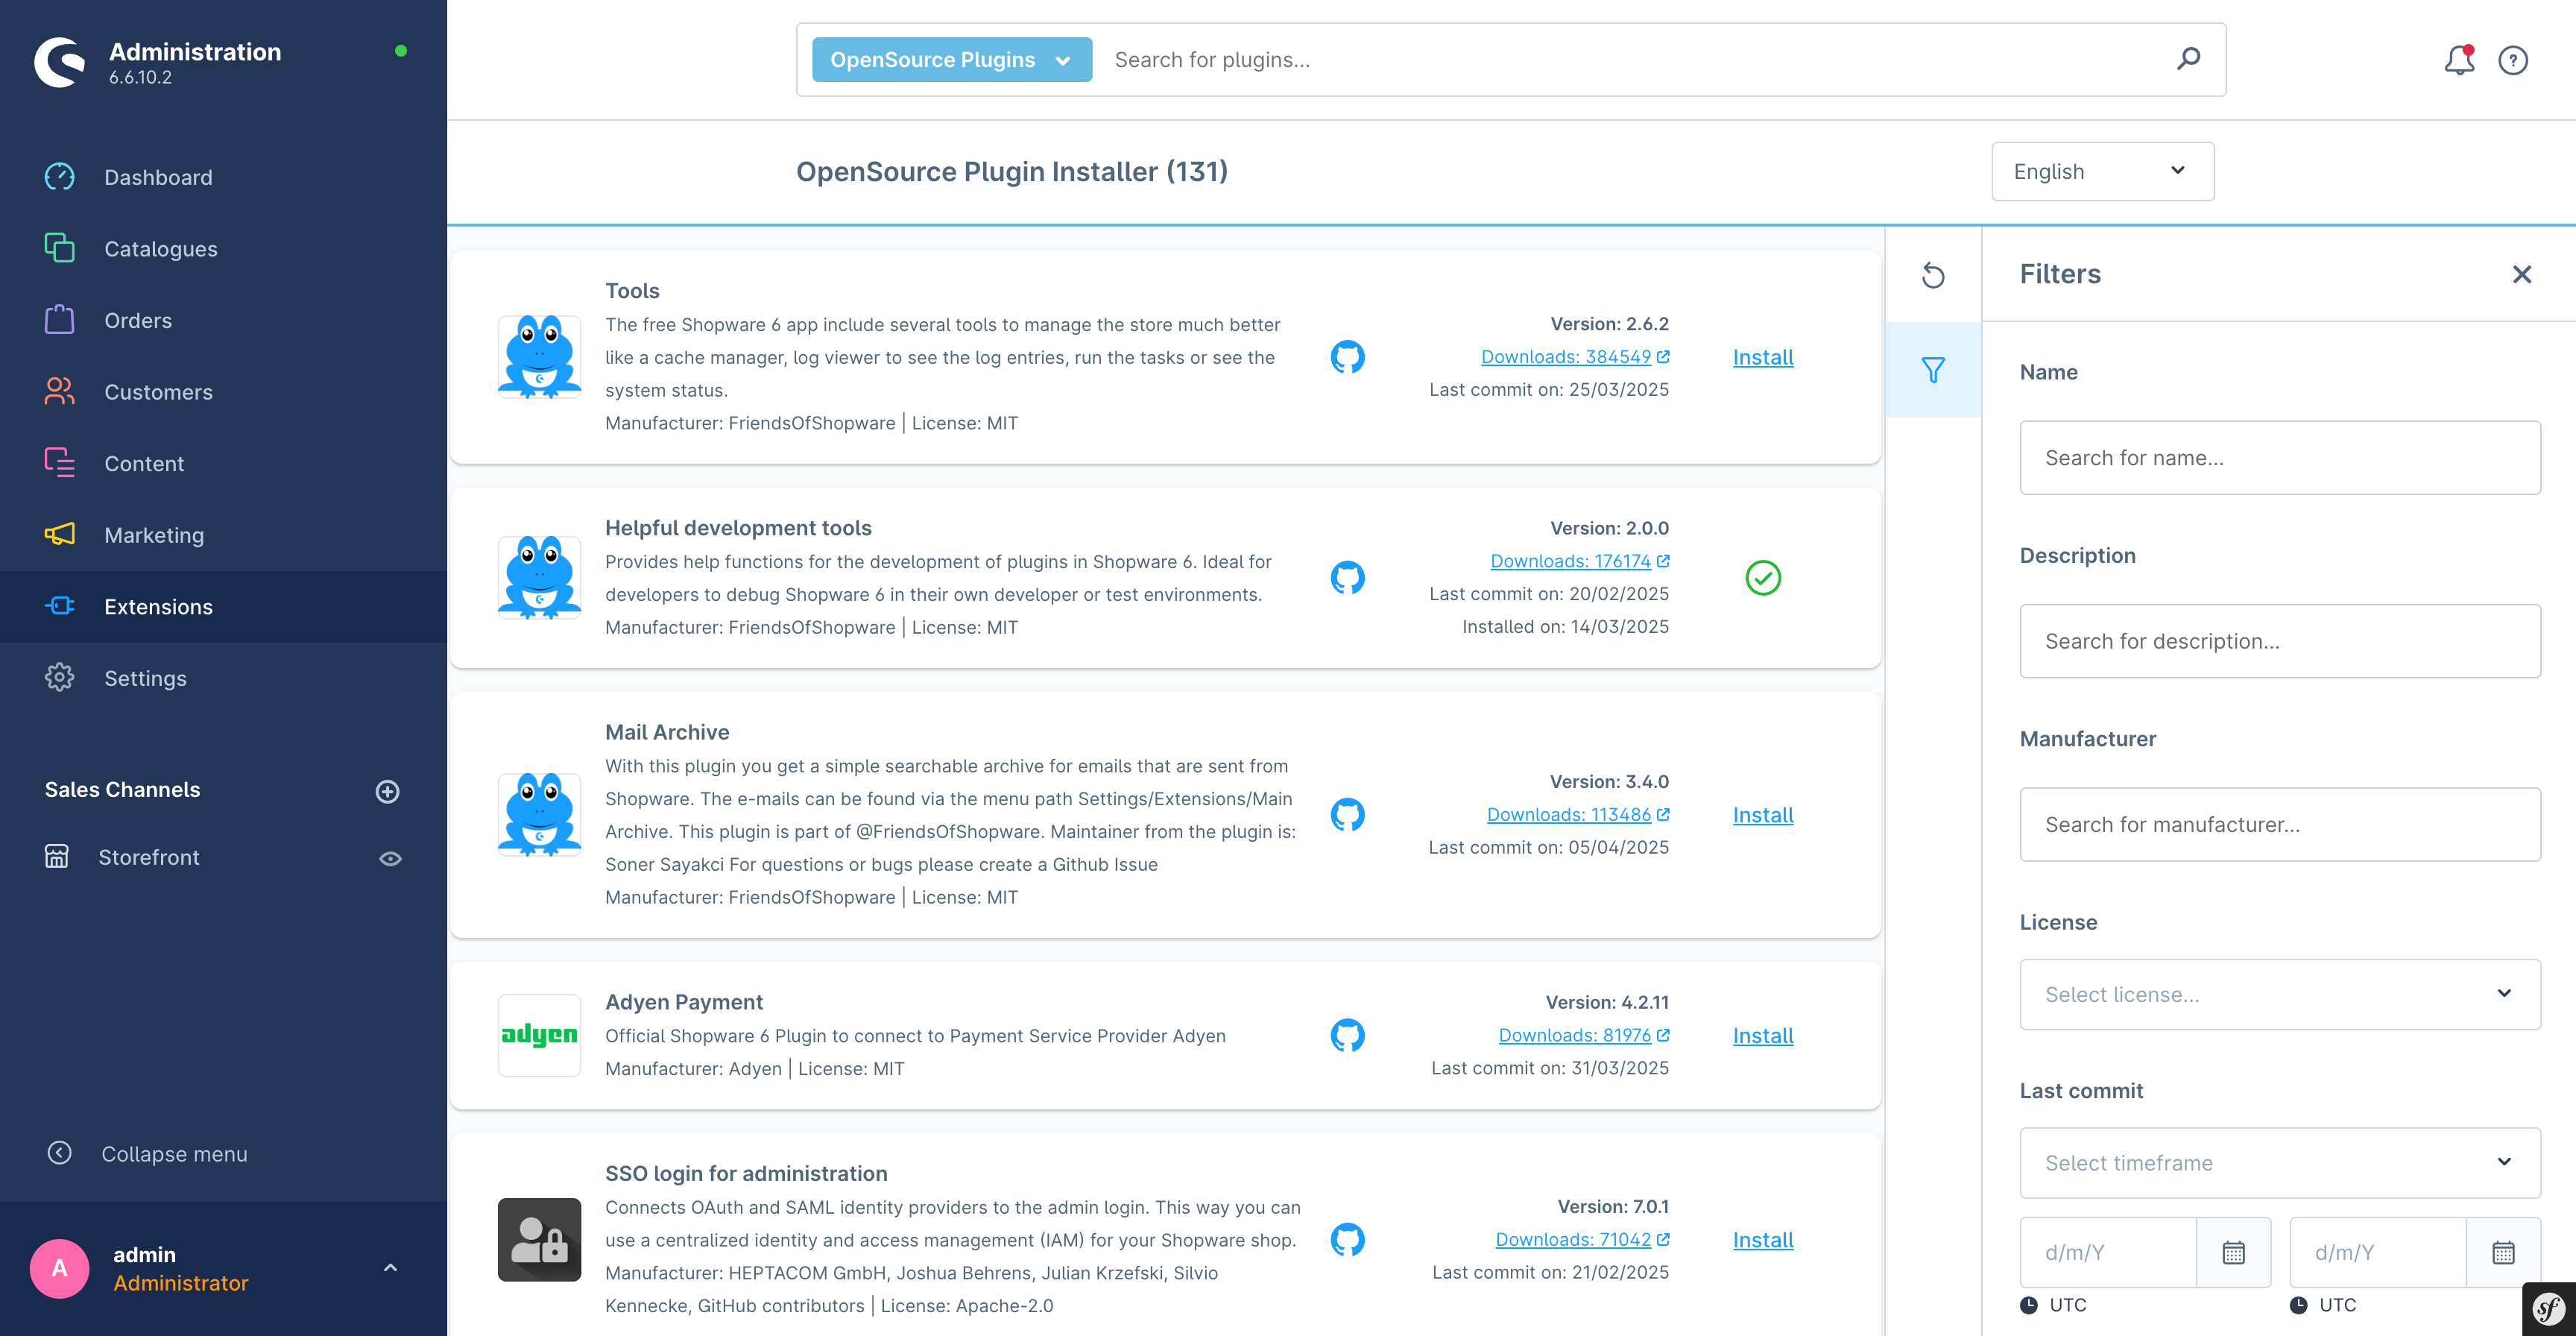 Administration
6.6.10.2
Dashboard
Catalogues
Orders
Customers
Content
Marketing
Extensions
Settings
Sales Channels
Storefront
Collapse menu
A
admin
Administrator
OpenSource Plugins
Search for plugins...
OpenSource Plugin Installer (131)
English
Tools
The free Shopware 6 app include several tools to manage the store much better
like a cache manager, log viewer to see the log entries, run the tasks or see the
system status.
Manufacturer: FriendsOfShopware | License: MIT
Version: 2.6.2
Downloads: 384549
Last commit on: 25/03/2025
Install
Helpful development tools
Provides help functions for the development of plugins in Shopware 6. Ideal for
developers to debug Shopware 6 in their own developer or test environments.
Manufacturer: FriendsOfShopware | License: MIT
Version: 2.0.0
Downloads: 176174
Last commit on: 20/02/2025
Installed on: 14/03/2025
Mail Archive
With this plugin you get a simple searchable archive for emails that are sent from
Shopware. The e-mails can be found via the menu path Settings/Extensions/Main
Archive. This plugin is part of @FriendsOfShopware. Maintainer from the plugin is:
Soner Sayakci For questions or bugs please create a Github Issue
Manufacturer: FriendsOfShopware | License: MIT
Version: 3.4.0
Downloads: 113486
Last commit on: 05/04/2025
Install
adyen
Adyen Payment
Official Shopware 6 Plugin to connect to Payment Service Provider Adyen
Manufacturer: Adyen | License: MIT
Version: 4.2.11
Downloads: 81976
Last commit on: 31/03/2025
Install
SSO login for administration
Connects OAuth and SAML identity providers to the admin login. This way you can
use a centralized identity and access management (IAM) for your Shopware shop.
Manufacturer: HEPTACOM GmbH, Joshua Behrens, Julian Krzefski, Silvio
Kennecke, GitHub contributors | License: Apache-2.0
Version: 7.0.1
Downloads: 71042
Last commit on: 21/02/2025
Install
Filters
Name
Search for name...
Description
Search for description...
Manufacturer
Search for manufacturer...
License
Select license...
Last commit
Select timeframe
d/m/Y
d/m/Y
UTC
UTC
sf